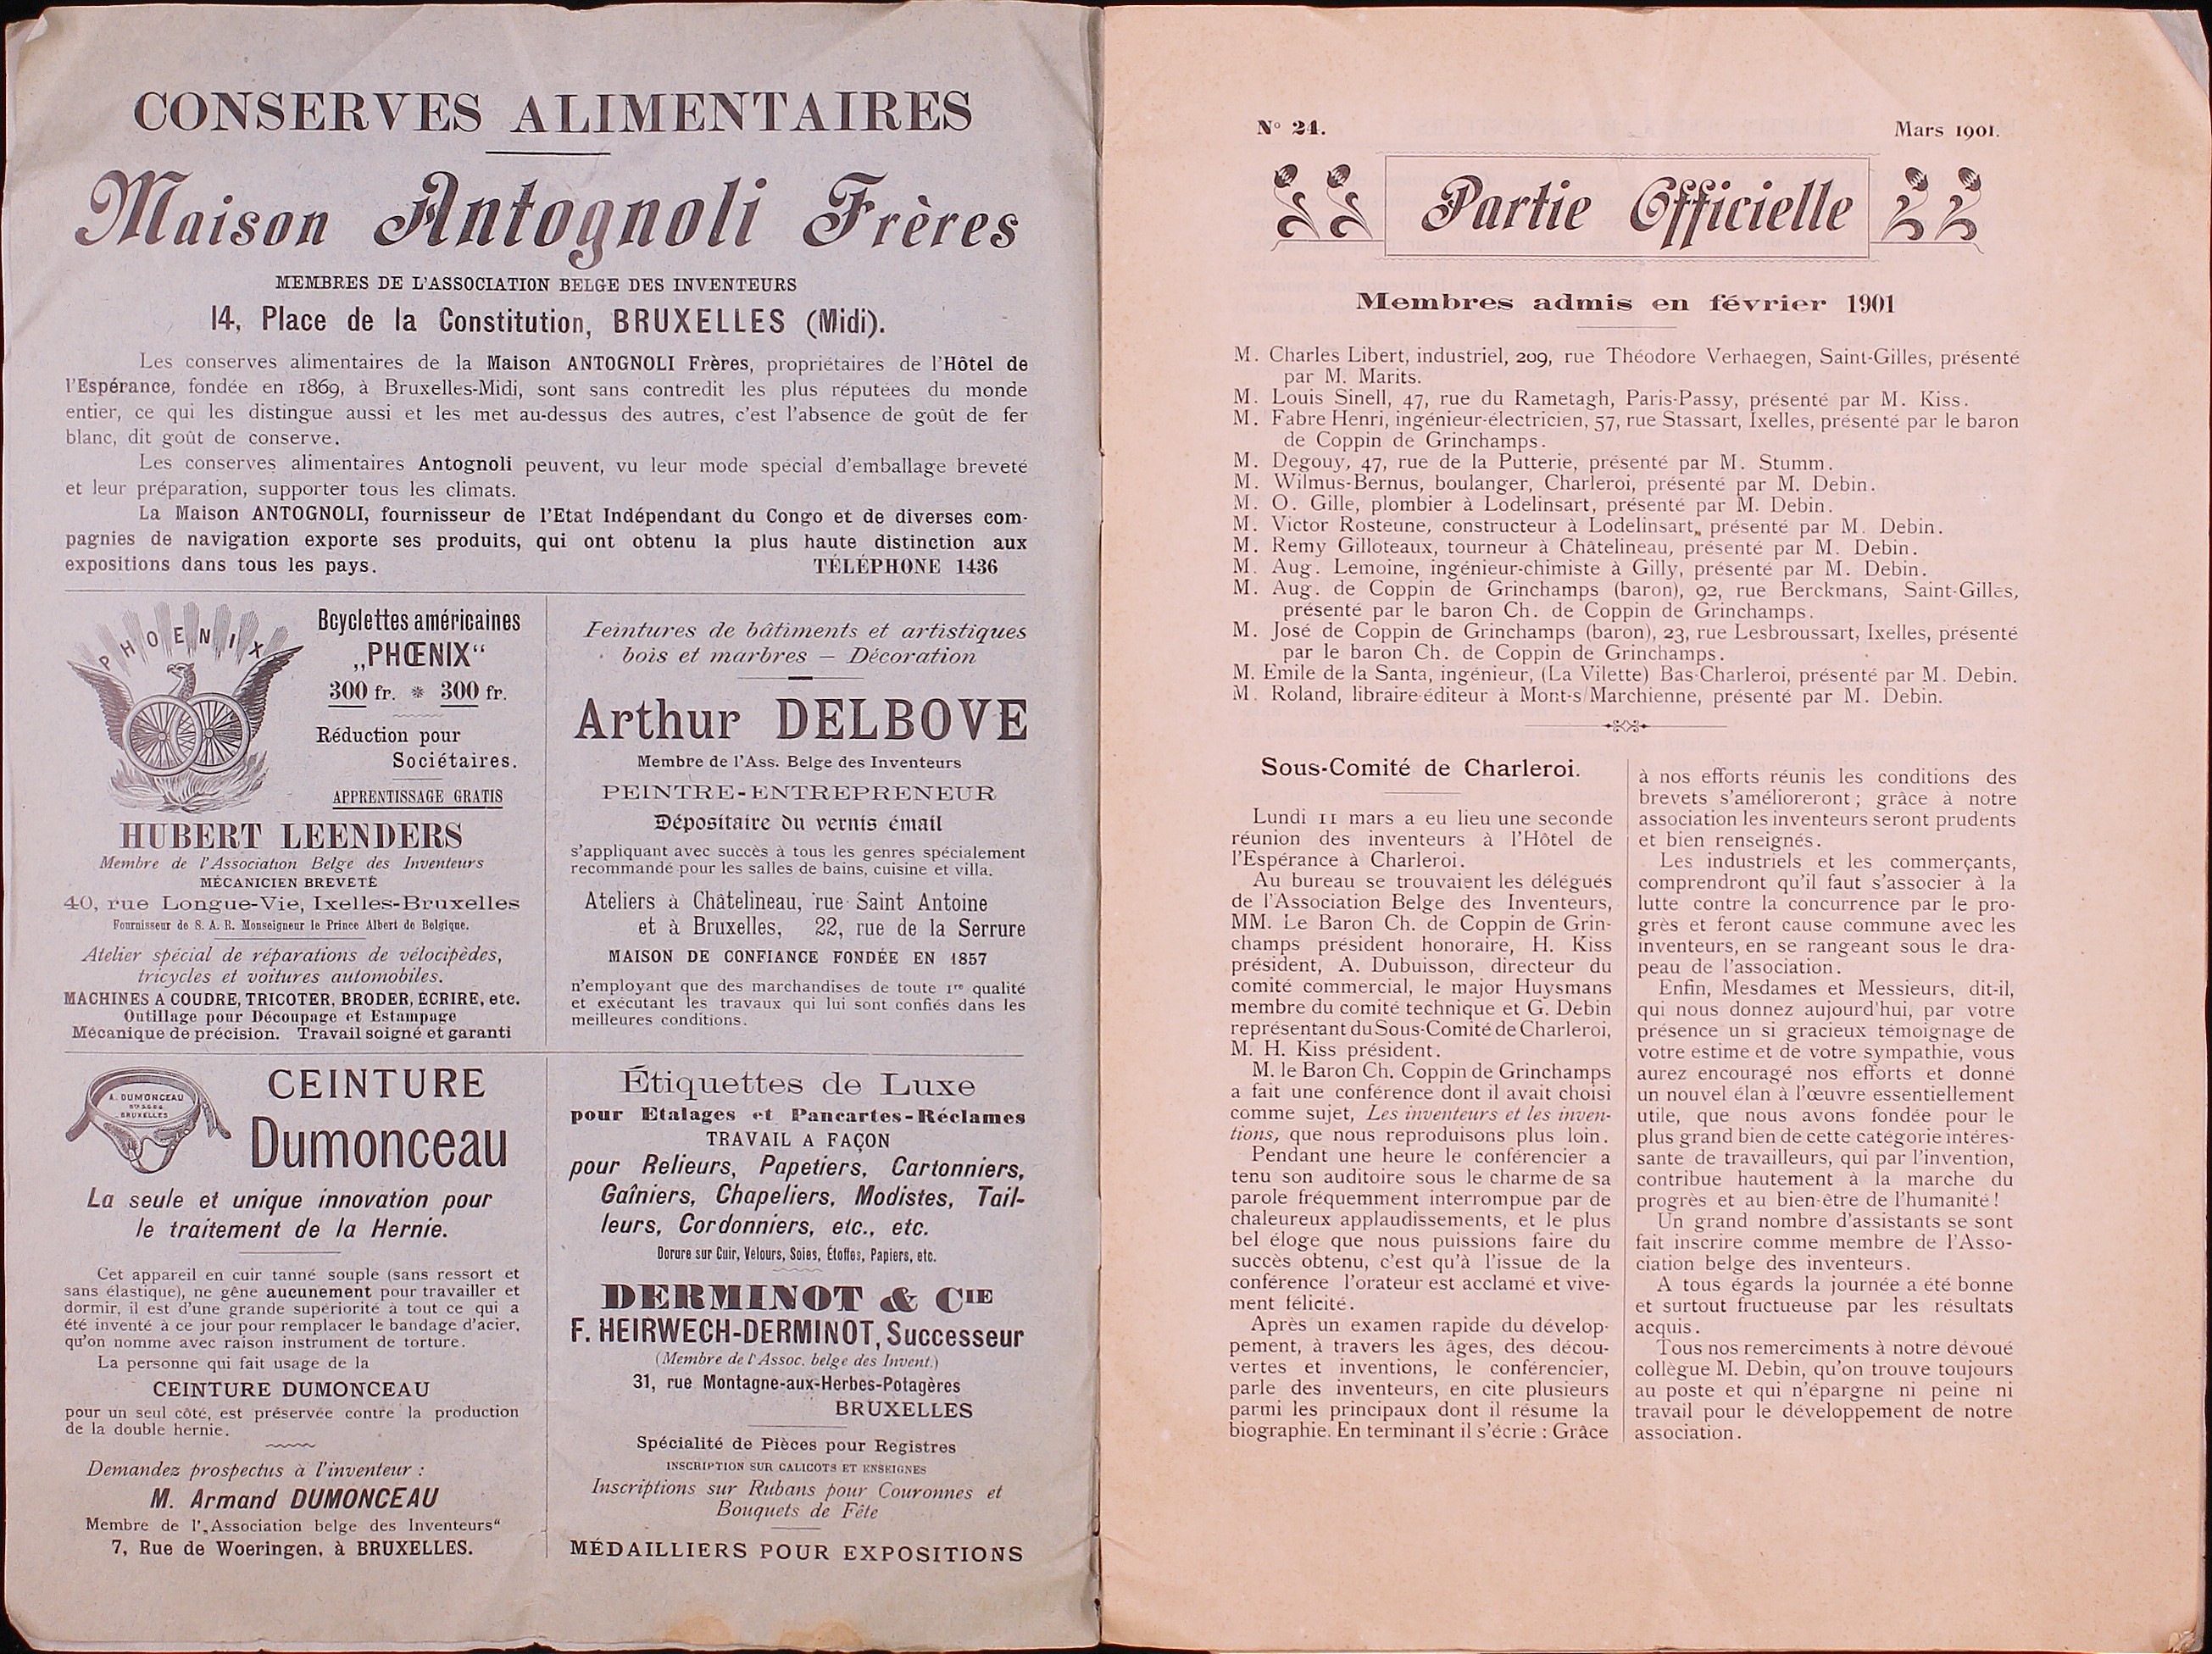 CONSERVES ALIMENTAIRES
Maison Antognoli Frères
MEMBRES DE L'ASSOCIATION BELGE DES INVENTEURS
14, Place de la Constitution, BRUXELLES (Midi).
Les conserves alimentaires de la Maison ANTOGNOLI Frères, propriétaires de l'Hôtel de
l'Espérance, fondée en 1869, à Bruxelles-Midi, sont sans contredit les plus réputées du monde
entier, ce qui les distingue aussi et les met au-dessus des autres, c'est l'absence de goût de fer
blanc, dit goût de conserve.
Les conserves alimentaires Antognoli peuvent, vu leur mode spécial d'emballage breveté
et leur préparation, supporter tous les climats.
La Maison ANTOGNOLI, fournisseur de l'Etat Indépendant du Congo et de diverses com-
pagnies de navigation exporte ses produits, qui ont obtenu la plus haute distinction aux
expositions dans tous les pays. TÉLÉPHONE 1436
PHOENIX
Bcyclettes américaines
„PHŒNIX“
300 fr. * 300 fr.
Réduction pour
Sociétaires.
APPRENTISSAGE GRATIS
HUBERT LEENDERS
Membre de l'Association Belge des Inventeurs
MÉCANICIEN BREVETÉ
40, rue Longue-Vie, Ixelles-Bruxelles
Fournisseur de S. A. R. Monseigneur le Prince Albert de Belgique.
Atelier spécial de réparations de vélocipèdes,
tricycles et voitures automobiles.
MACHINES A COUDRE, TRICOTER, BRODER, ÉCRIRE, etc.
Outillage pour Découpage et Estampage
Mécanique de précision. Travail soigné et garanti
Peintures de bâtiments et artistiques
bois et marbres — Décoration
Arthur DELBOVE
Membre de l'Ass. Belge des Inventeurs
PEINTRE-ENTREPRENEUR
Dépositaire du vernis émail
s'appliquant avec succès à tous les genres spécialement
recommandé pour les salles de bains, cuisine et villa.
Ateliers à Châtelineau, rue Saint Antoine
et à Bruxelles, 22, rue de la Serrure
MAISON DE CONFIANCE FONDÉE EN 1857
n'employant que des marchandises de toute 1re qualité
et exécutant les travaux qui lui sont confiés dans les
meilleures conditions.
A. DUMONCEAU
BRUXELLES
CEINTURE
Dumonceau
La seule et unique innovation pour
le traitement de la Hernie.
Cet appareil en cuir tanné souple (sans ressort et
sans élastique), ne gêne aucunement pour travailler et
dormir, il est d'une grande supériorité à tout ce qui a
été inventé à ce jour pour remplacer le bandage d'acier,
qu'on nomme avec raison instrument de torture.
La personne qui fait usage de la
CEINTURE DUMONCEAU
pour un seul côté, est préservée contre la production
de la double hernie.
Demandez prospectus à l'inventeur :
M. Armand DUMONCEAU
Membre de l'„Association belge des Inventeurs“
7, Rue de Woeringen, à BRUXELLES.
Étiquettes de Luxe
pour Etalages et Pancartes-Réclames
TRAVAIL A FAÇON
pour Relieurs, Papetiers, Cartonniers,
Gaîniers, Chapeliers, Modistes, Tail-
leurs, Cordonniers, etc., etc.
Dorure sur Cuir, Velours, Soies, Étoffes, Papiers, etc.
DERMINOT & CIE
F. HEIRWECH-DERMINOT, Successeur
(Membre de l'Assoc. belge des Invent.)
31, rue Montagne-aux-Herbes-Potagères
BRUXELLES
Spécialité de Pièces pour Registres
INSCRIPTION SUR CALICOTS ET ENSEIGNES
Inscriptions sur Rubans pour Couronnes et
Bouquets de Fête
MÉDAILLIERS POUR EXPOSITIONS
No 24. Mars 1901.
Partie Officielle
Membres admis en février 1901
M. Charles Libert, industriel, 209, rue Théodore Verhaegen, Saint-Gilles, présenté
par M. Marits.
M. Louis Sinell, 47, rue du Rametagh, Paris-Passy, présenté par M. Kiss.
M. Fabre Henri, ingénieur-électricien, 57, rue Stassart, Ixelles, présenté par le baron
de Coppin de Grinchamps.
M. Degouy, 47, rue de la Putterie, présenté par M. Stumm.
M. Wilmus-Bernus, boulanger, Charleroi, présenté par M. Debin.
M. O. Gille, plombier à Lodelinsart, présenté par M. Debin.
M. Victor Rosteune, constructeur à Lodelinsart, présenté par M. Debin.
M. Remy Gilloteaux, tourneur à Châtelineau, présenté par M. Debin.
M. Aug. Lemoine, ingénieur-chimiste à Gilly, présenté par M. Debin.
M. Aug. de Coppin de Grinchamps (baron), 92, rue Berckmans, Saint-Gilles,
présenté par le baron Ch. de Coppin de Grinchamps.
M. José de Coppin de Grinchamps (baron), 23, rue Lesbroussart, Ixelles, présenté
par le baron Ch. de Coppin de Grinchamps.
M. Emile de la Santa, ingénieur, (La Vilette) Bas-Charleroi, présenté par M. Debin.
M. Roland, libraire-éditeur à Mont-s/Marchienne, présenté par M. Debin.
Sous-Comité de Charleroi.
Lundi 11 mars a eu lieu une seconde
réunion des inventeurs à l'Hôtel de
l'Espérance à Charleroi.
Au bureau se trouvaient les délégués
de l'Association Belge des Inventeurs,
MM. Le Baron Ch. de Coppin de Grin-
champs président honoraire, H. Kiss
président, A. Dubuisson, directeur du
comité commercial, le major Huysmans
membre du comité technique et G. Debin
représentant du Sous-Comité de Charleroi,
M. H. Kiss président.
M. le Baron Ch. Coppin de Grinchamps
a fait une conférence dont il avait choisi
comme sujet, Les inventeurs et les inven-
tions, que nous reproduisons plus loin.
Pendant une heure le conférencier a
tenu son auditoire sous le charme de sa
parole fréquemment interrompue par de
chaleureux applaudissements, et le plus
bel éloge que nous puissions faire du
succès obtenu, c'est qu'à l'issue de la
conférence l'orateur est acclamé et vive-
ment félicité.
Après un examen rapide du dévelop-
pement, à travers les âges, des décou-
vertes et inventions, le conférencier,
parle des inventeurs, en cite plusieurs
parmi les principaux dont il résume la
biographie. En terminant il s'écrie : Grâce
à nos efforts réunis les conditions des
brevets s'amélioreront ; grâce à notre
association les inventeurs seront prudents
et bien renseignés.
Les industriels et les commerçants,
comprendront qu'il faut s'associer à la
lutte contre la concurrence par le pro-
grès et feront cause commune avec les
inventeurs, en se rangeant sous le dra-
peau de l'association.
Enfin, Mesdames et Messieurs, dit-il,
qui nous donnez aujourd'hui, par votre
présence un si gracieux témoignage de
votre estime et de votre sympathie, vous
aurez encouragé nos efforts et donné
un nouvel élan à l'œuvre essentiellement
utile, que nous avons fondée pour le
plus grand bien de cette catégorie intéres-
sante de travailleurs, qui par l'invention,
contribue hautement à la marche du
progrès et au bien-être de l'humanité !
Un grand nombre d'assistants se sont
fait inscrire comme membre de l'Asso-
ciation belge des inventeurs.
A tous égards la journée a été bonne
et surtout fructueuse par les résultats
acquis.
Tous nos remerciments à notre dévoué
collègue M. Debin, qu'on trouve toujours
au poste et qui n'épargne ni peine ni
travail pour le développement de notre
association.